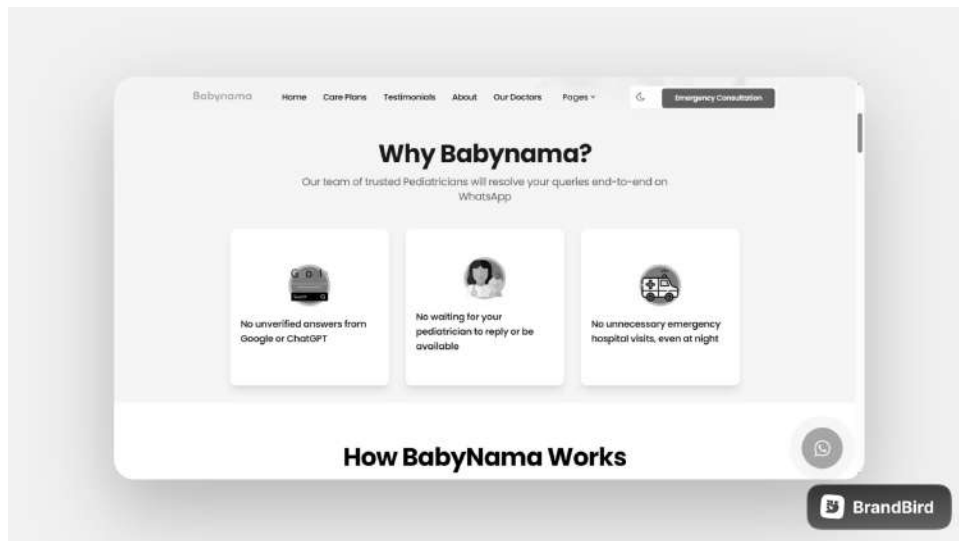 Babynama Home Care Plans Testimonials About Our Doctors Pages Emergency Consultation
Why Babynama?
Our team of trusted Pediatricians will resolve your queries end-to-end on
WhatsApp
G o l
Search
No unverified answers from
Google or ChatGPT
No waiting for your
pediatrician to reply or be
available
No unnecessary emergency
hospital visits, even at night
How BabyNama Works
BrandBird